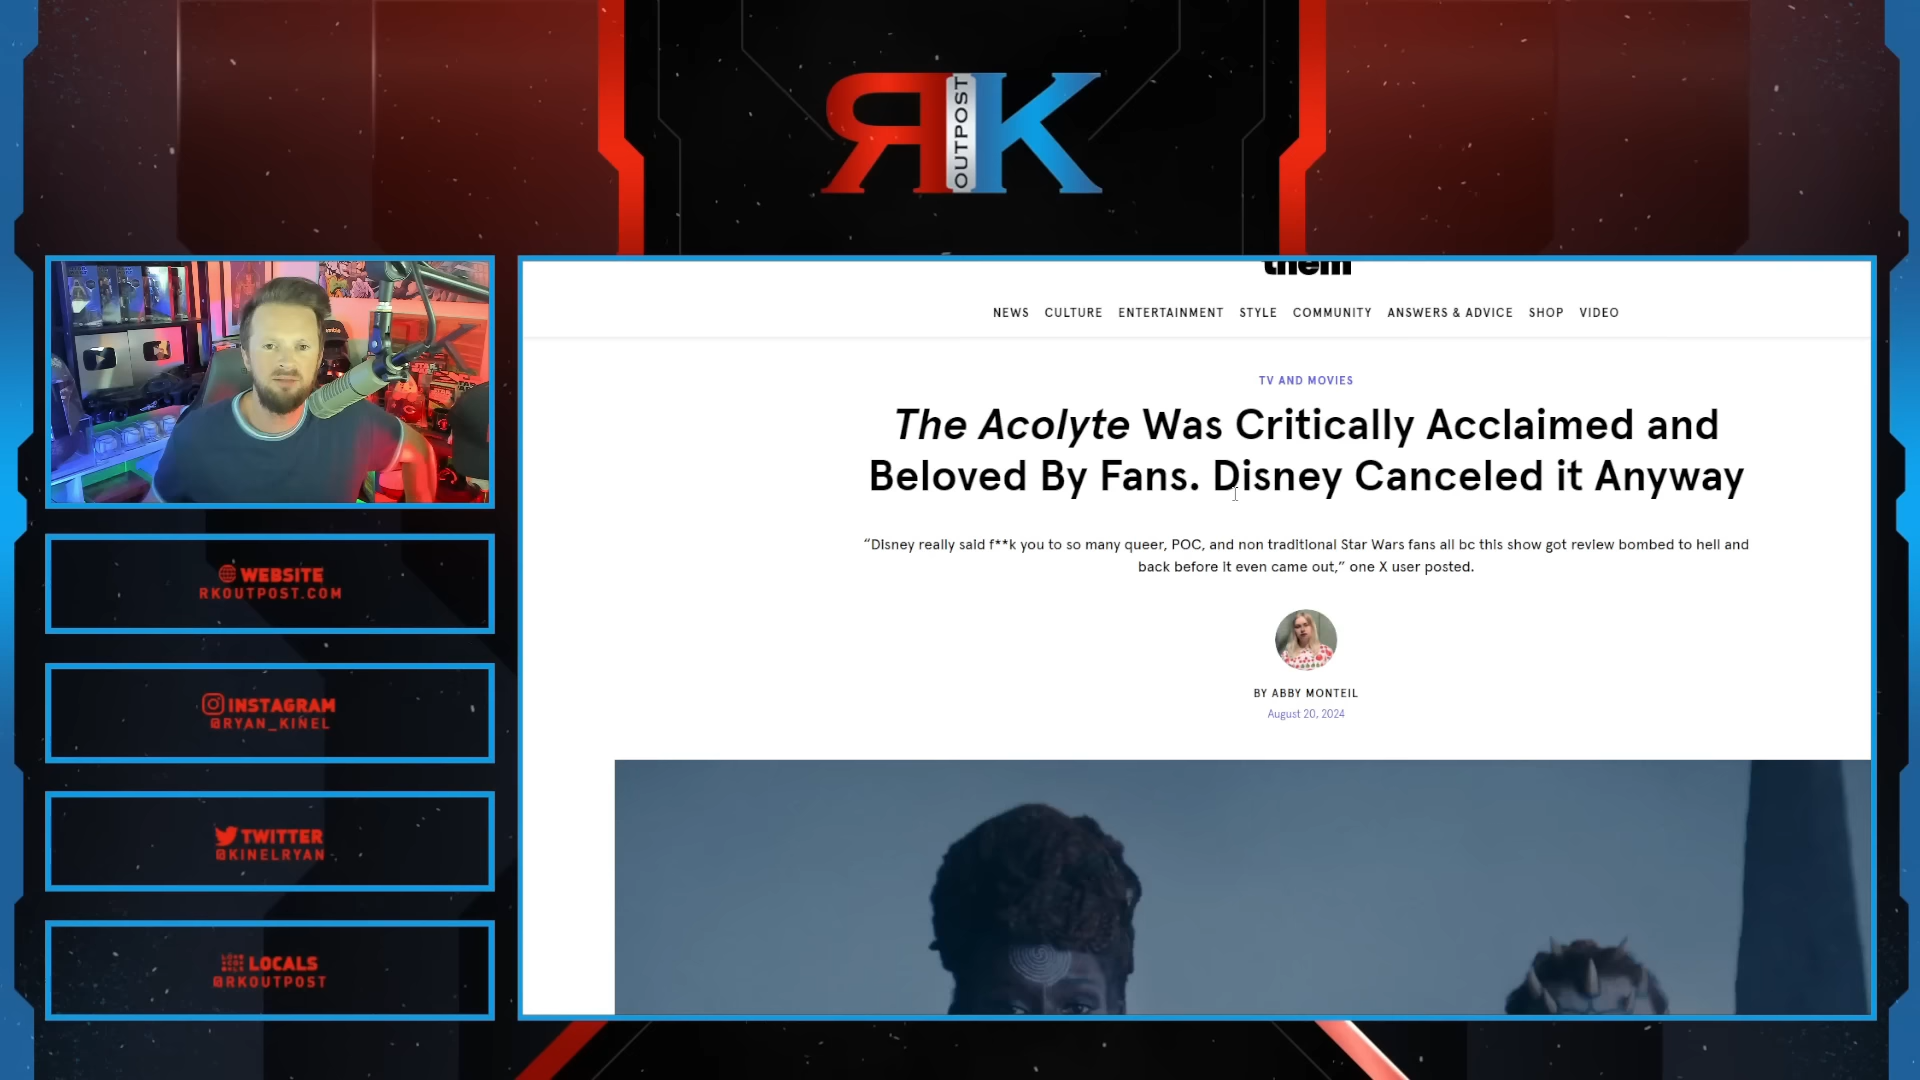 RK
OUTPOST
them
NEWS CULTURE ENTERTAINMENT STYLE COMMUNITY ANSWERS & ADVICE SHOP VIDEO
TV AND MOVIES
The Acolyte Was Critically Acclaimed and
Beloved By Fans. Disney Canceled it Anyway
“Disney really said f**k you to so many queer, POC, and non traditional Star Wars fans all bc this show got review bombed to hell and
back before it even came out,” one X user posted.
BY ABBY MONTEIL
August 20, 2024
WEBSITE
RKOUTPOST.COM
INSTAGRAM
@RYAN_KINEL
TWITTER
@KINELRYAN
LOCALS
@RKOUTPOST